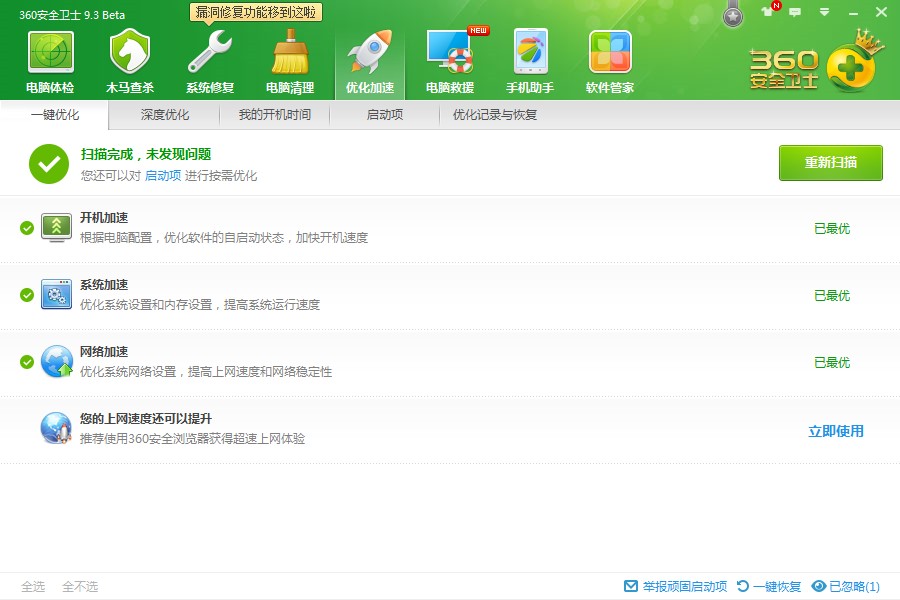 360安全卫士 9.3 Beta
漏洞修复功能移到这啦
N
电脑体检
木马查杀
系统修复
电脑清理
优化加速
NEW
电脑救援
手机助手
软件管家
360
安全卫士
一键优化
深度优化
我的开机时间
启动项
优化记录与恢复
扫描完成，未发现问题
您还可以对 启动项 进行按需优化
重新扫描
开机加速
根据电脑配置，优化软件的自启动状态，加快开机速度
已最优
系统加速
优化系统设置和内存设置，提高系统运行速度
已最优
网络加速
优化系统网络设置，提高上网速度和网络稳定性
已最优
您的上网速度还可以提升
推荐使用360安全浏览器获得超速上网体验
立即使用
全选
全不选
举报顽固启动项
一键恢复
已忽略(1)